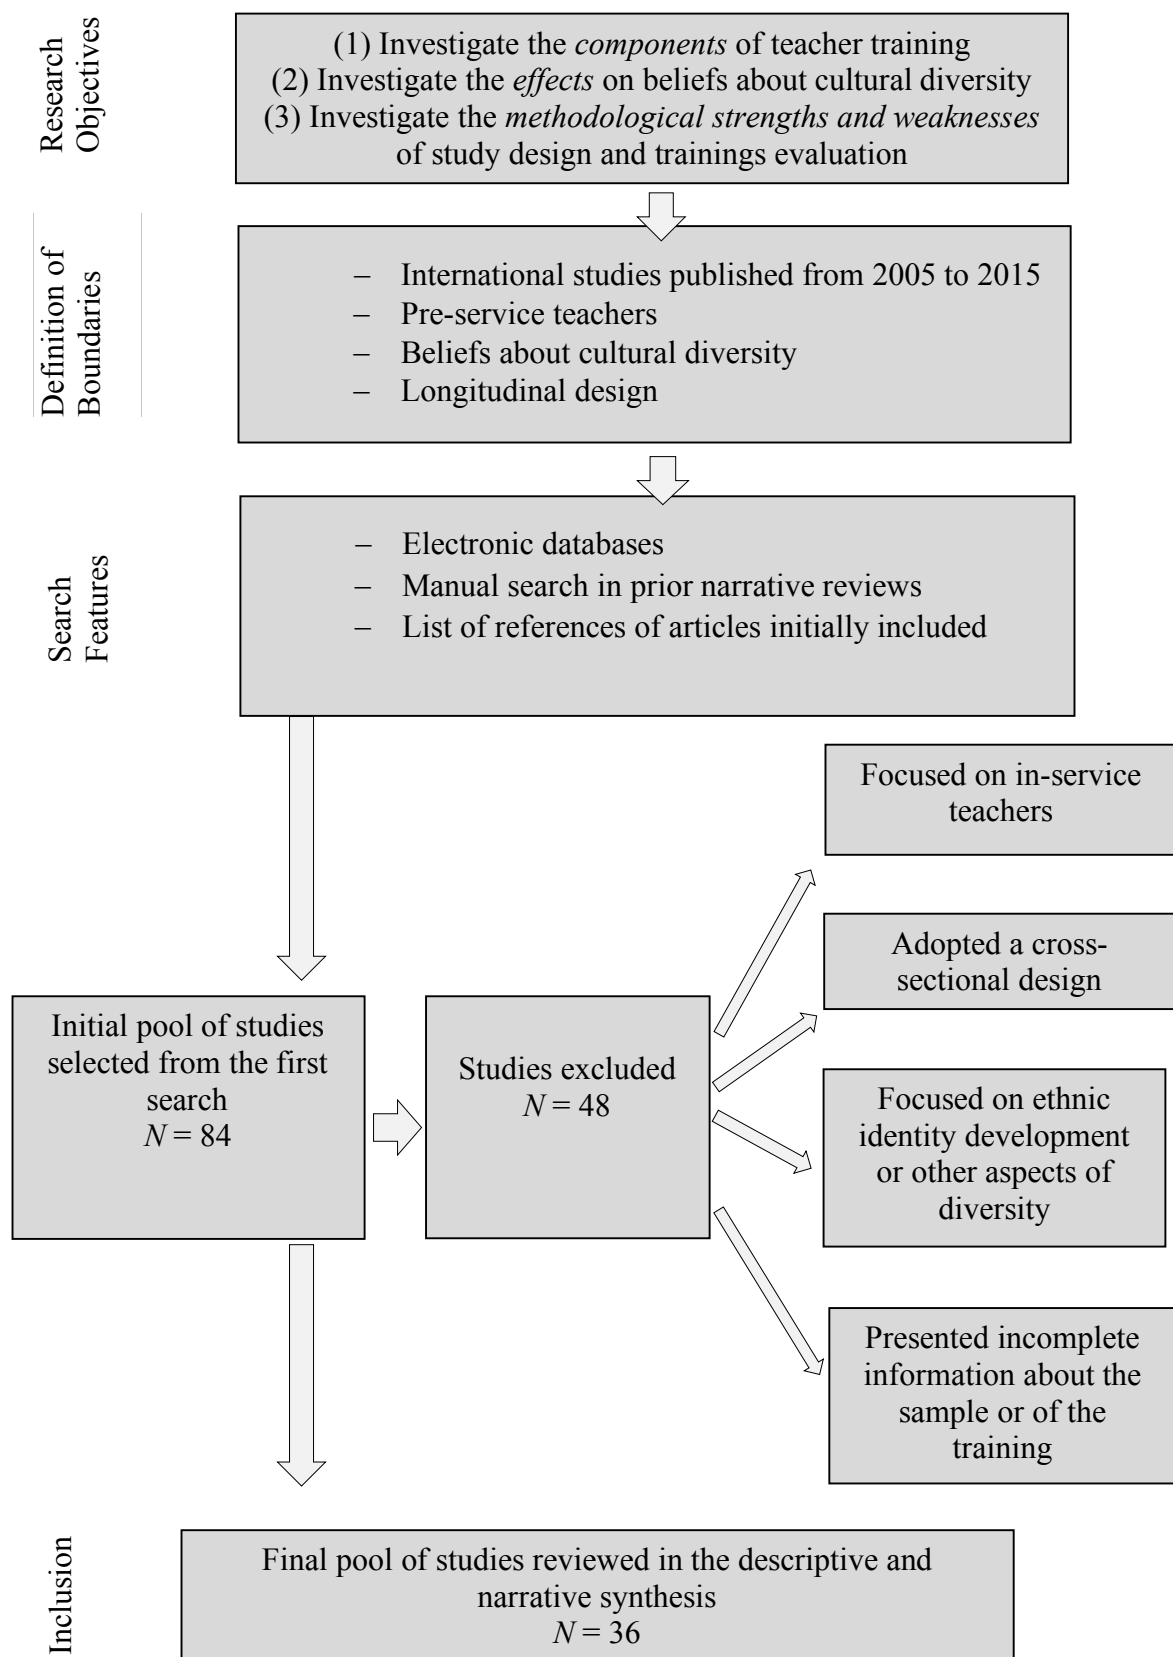 Research
Objectives
(1) Investigate the components of teacher training
(2) Investigate the effects on beliefs about cultural diversity
(3) Investigate the methodological strengths and weaknesses
of study design and trainings evaluation
Definition of
Boundaries
– International studies published from 2005 to 2015
– Pre-service teachers
– Beliefs about cultural diversity
– Longitudinal design
Search
Features
– Electronic databases
– Manual search in prior narrative reviews
– List of references of articles initially included
Focused on in-service
teachers
Adopted a cross-
sectional design
Initial pool of studies
selected from the first
search
N = 84
Studies excluded
N = 48
Focused on ethnic
identity development
or other aspects of
diversity
Presented incomplete
information about the
sample or of the
training
Inclusion
Final pool of studies reviewed in the descriptive and
narrative synthesis
N = 36